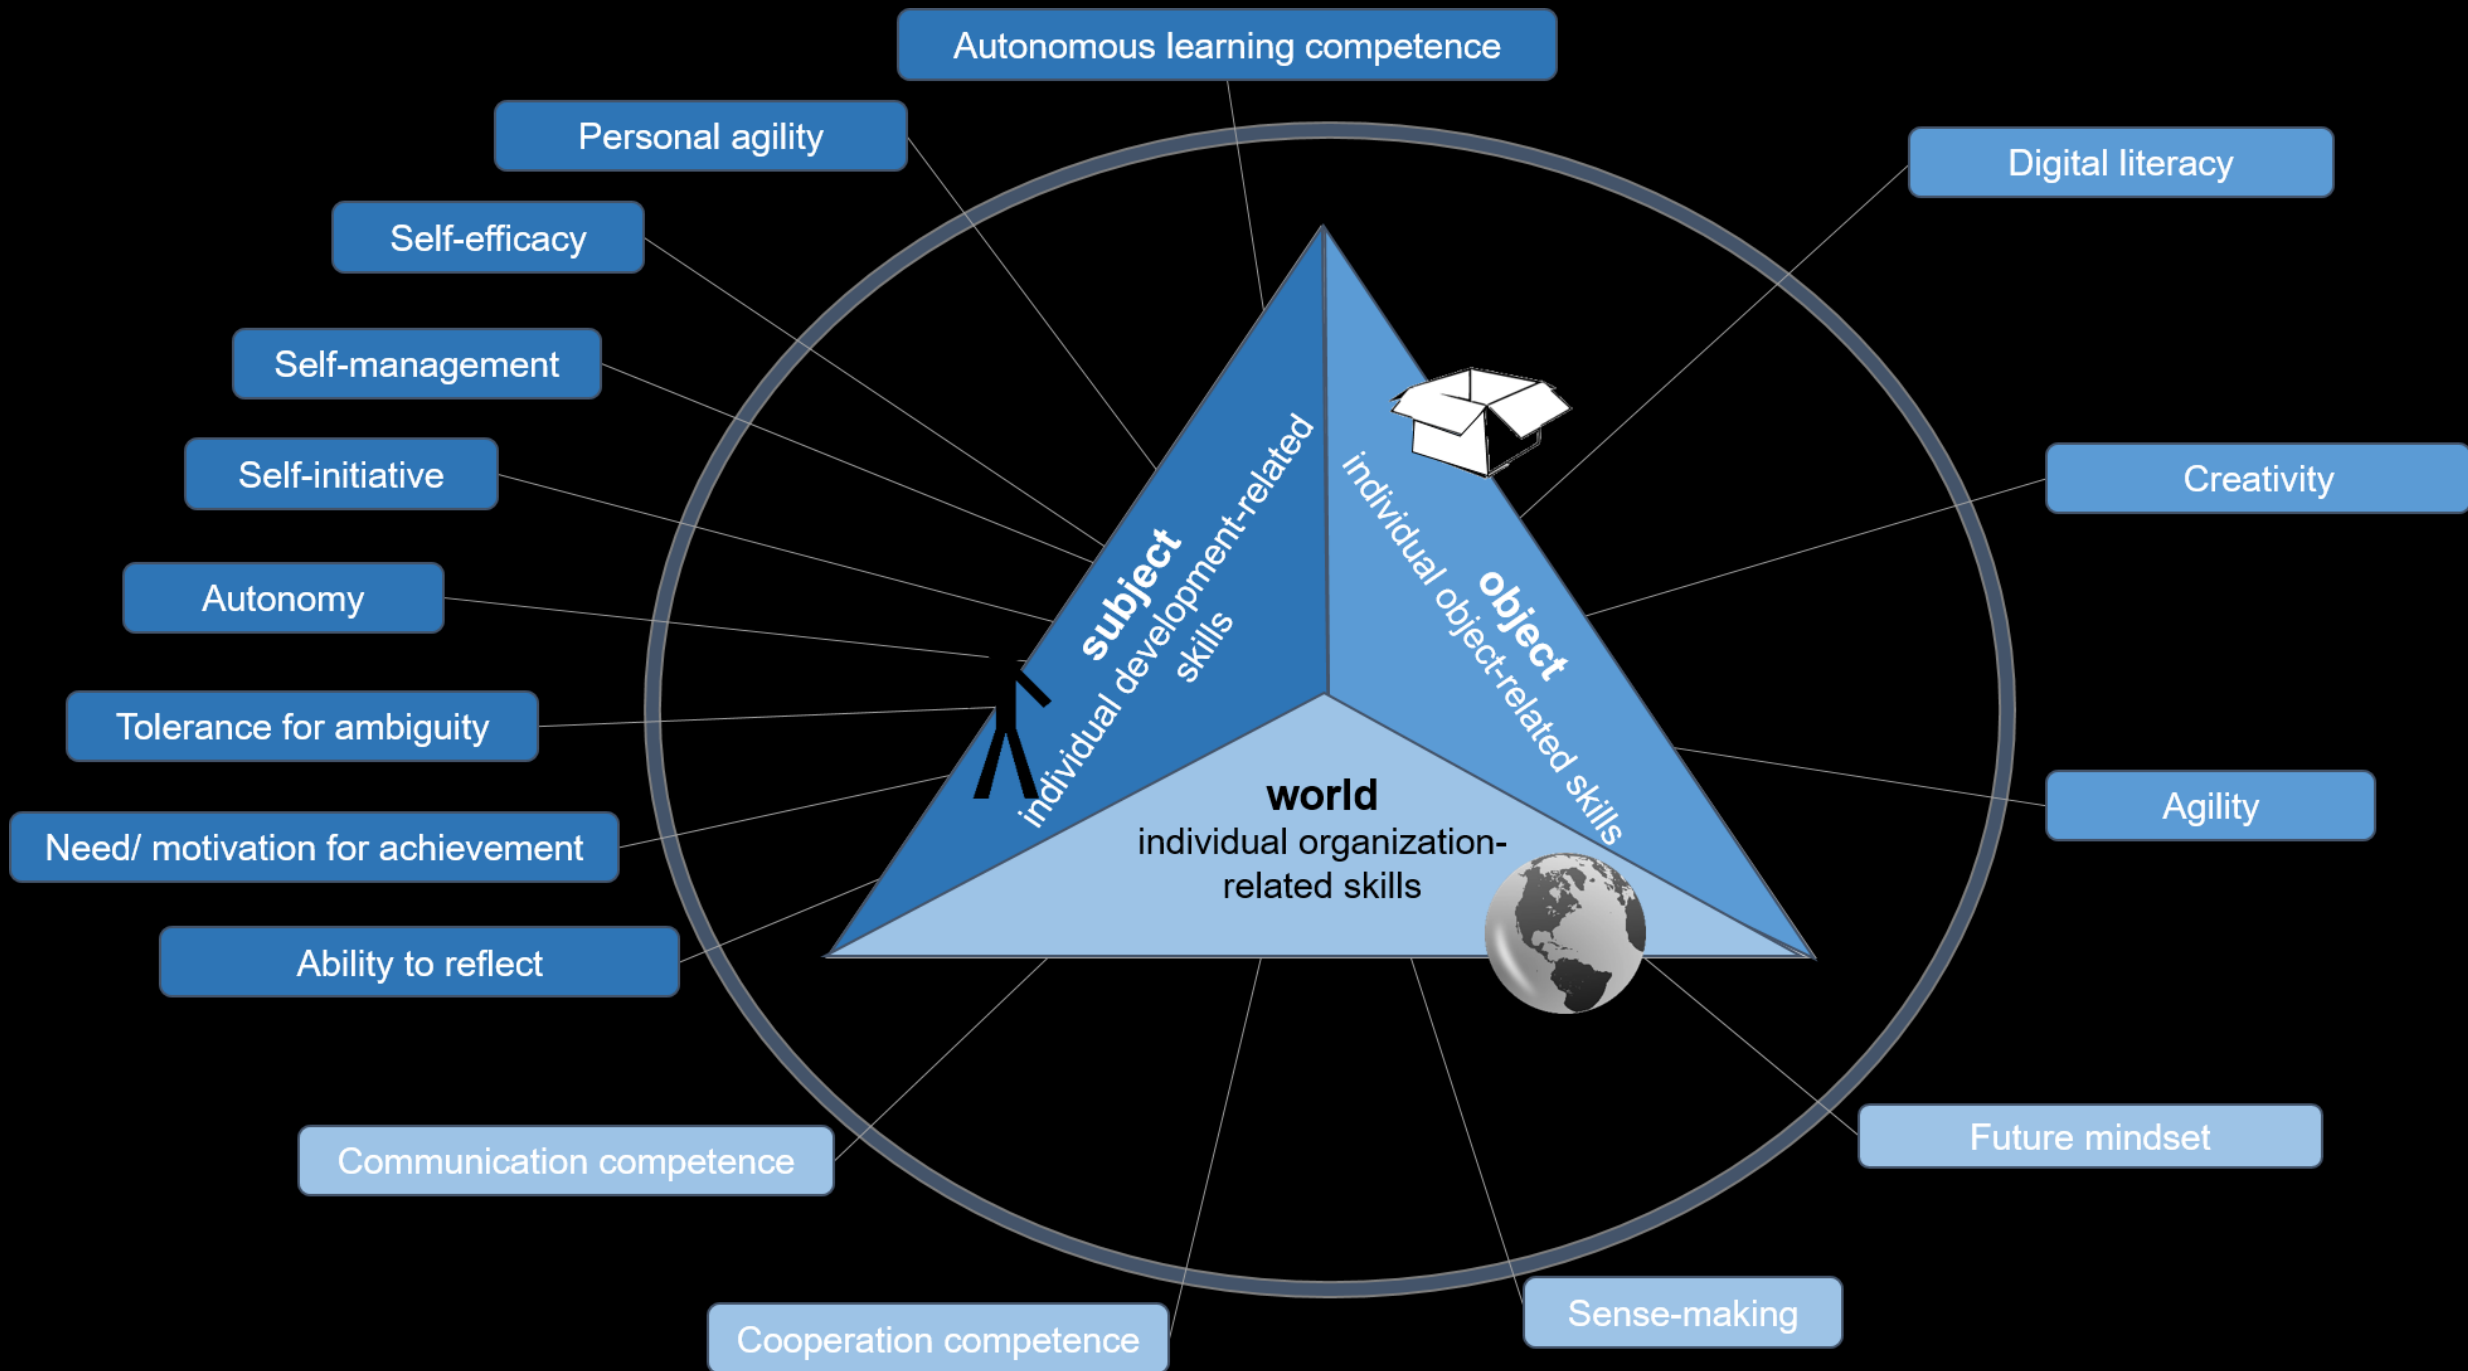 Autonomous learning competence
Personal agility
Digital literacy
Self-efficacy
Self-management
Self-initiative
Creativity
Autonomy
Tolerance for ambiguity
Agility
Need/ motivation for achievement
Ability to reflect
subject
individual development-related
skills
object
individual object-related skills
world
individual organization-
related skills
Communication competence
Future mindset
Sense-making
Cooperation competence